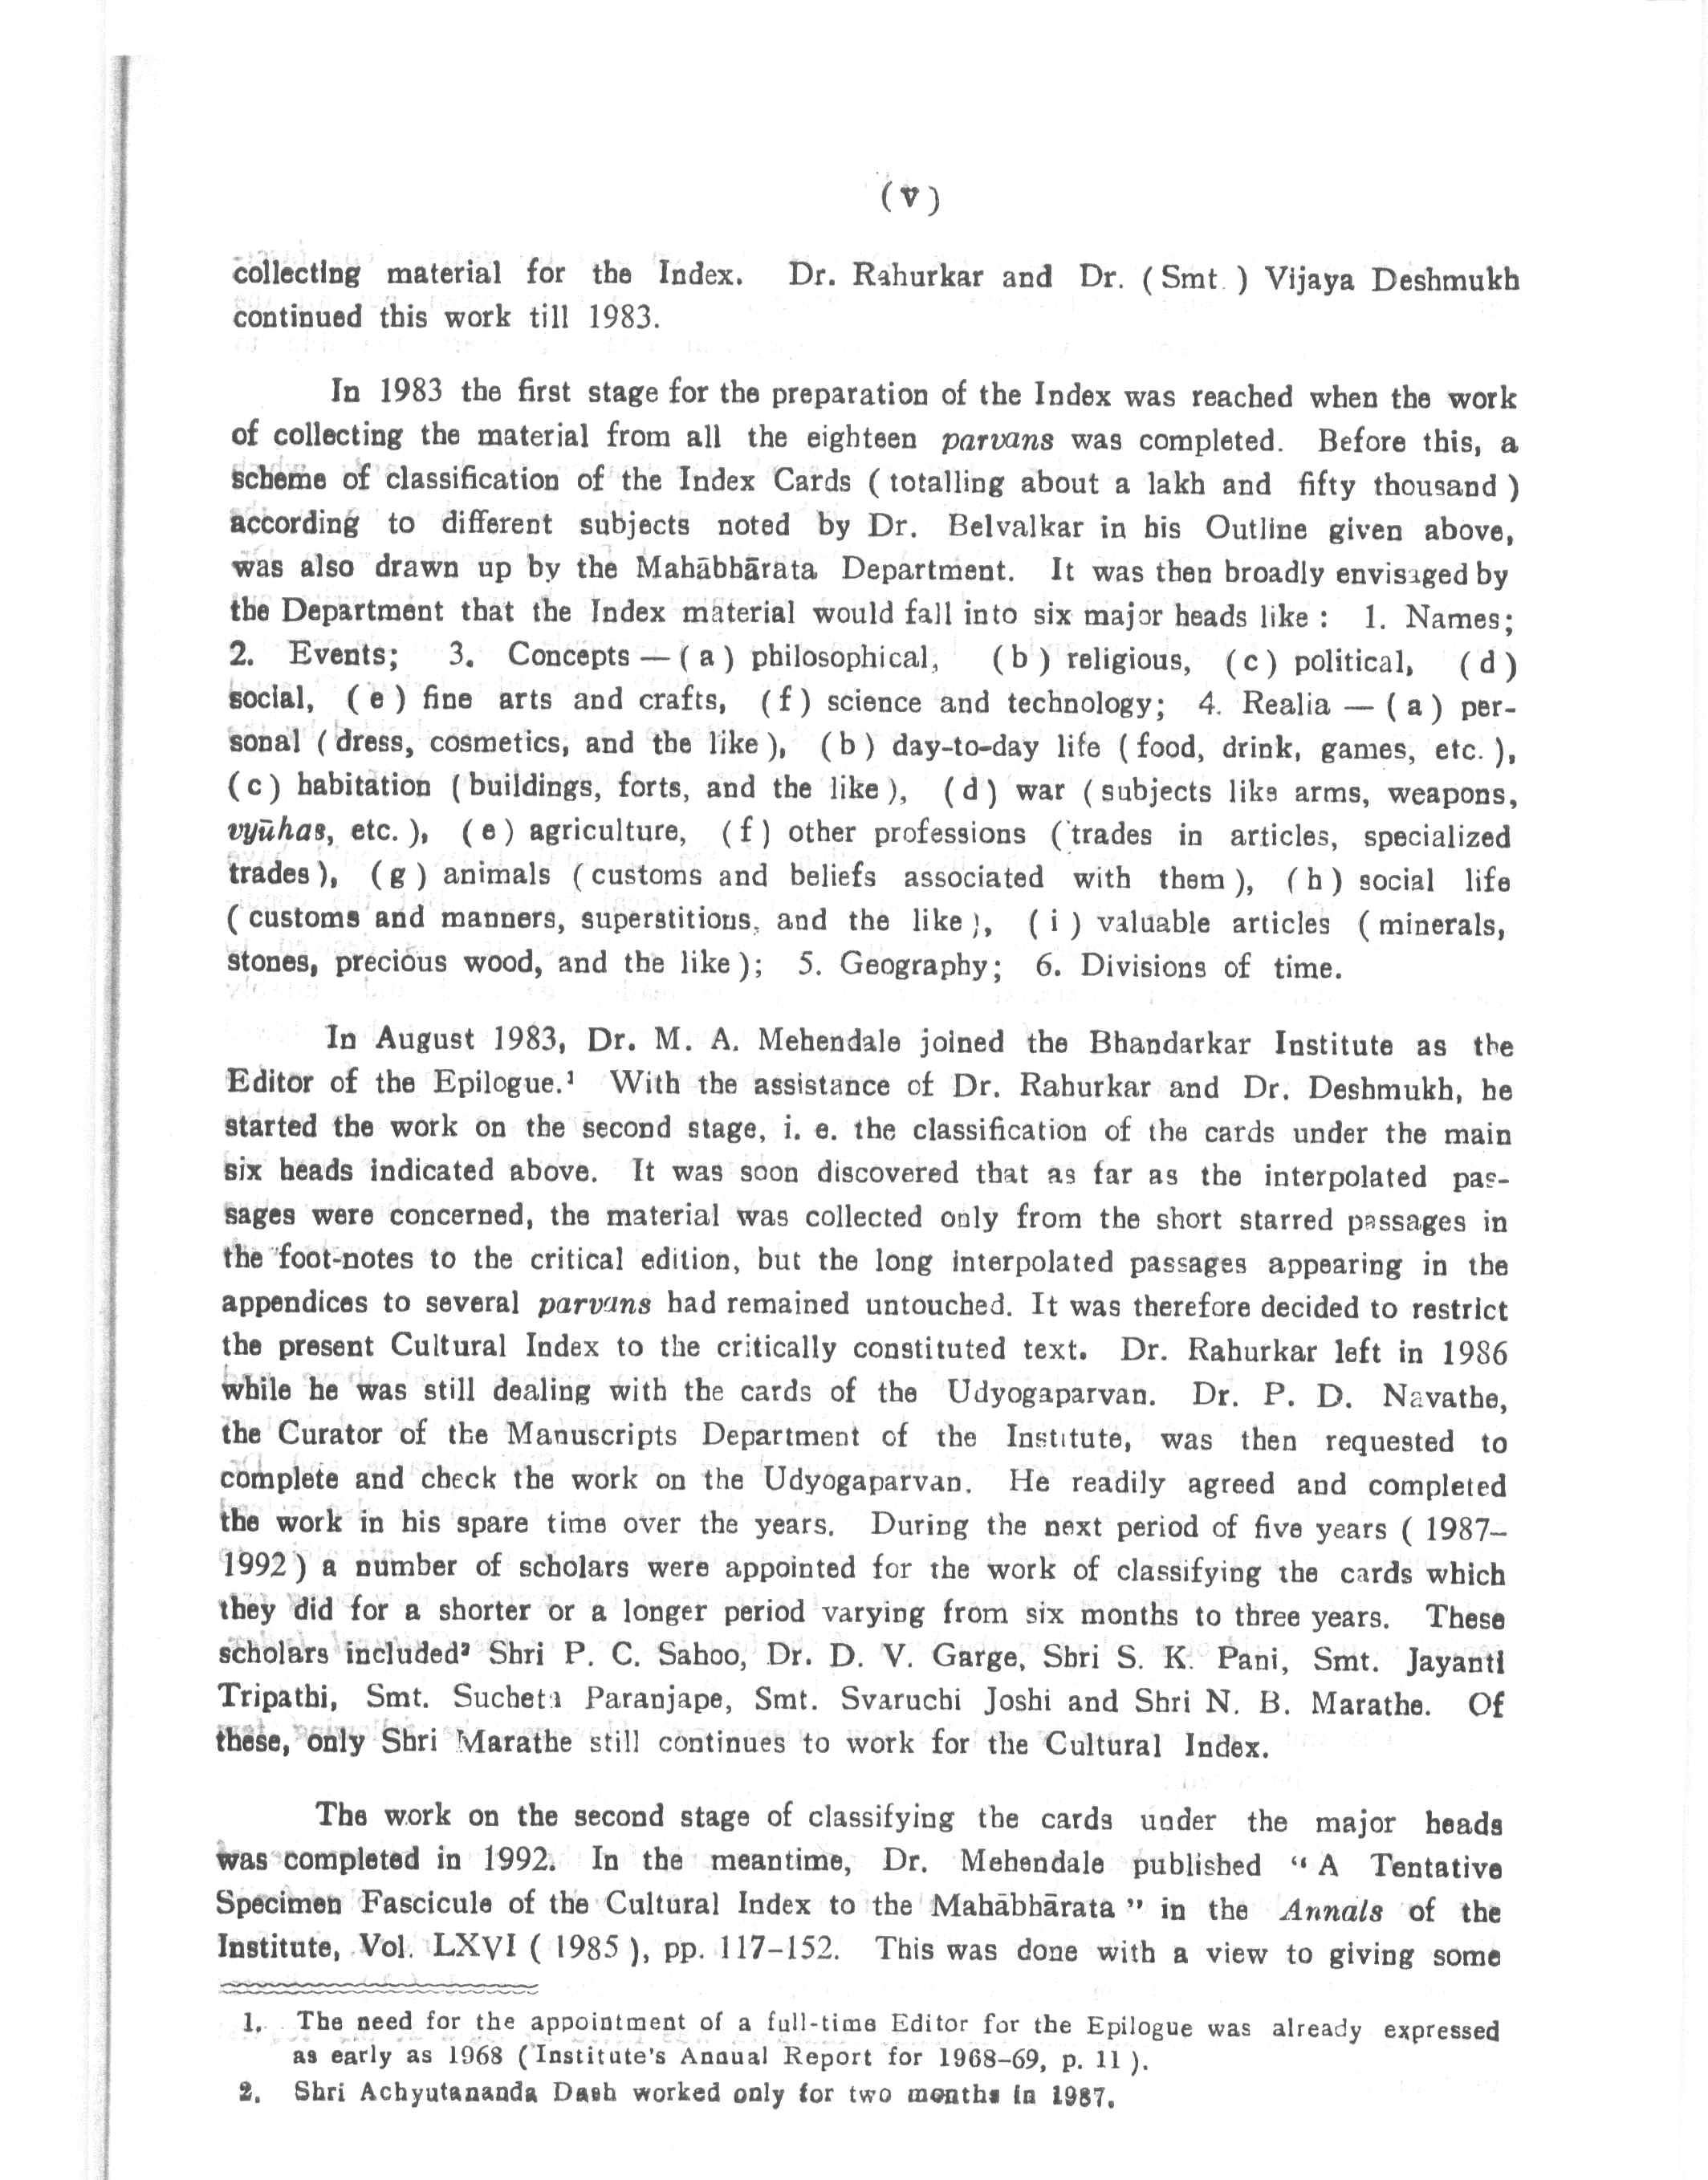 (v)
collecting material for the Index. Dr. Rahurkar and Dr. (Smt.) Vijaya Deshmukh
continued this work till 1983.
In 1983 the first stage for the preparation of the Index was reached when the work
of collecting the material from all the eighteen parvans was completed. Before this, a
scheme of classification of the Index Cards ( totalling about a lakh and fifty thousand )
according to different subjects noted by Dr. Belvalkar in his Outline given above,
was also drawn up by the Mahābhārata Department. It was then broadly envisaged by
the Department that the Index material would fall into six major heads like : 1. Names;
2. Events; 3. Concepts — ( a ) philosophical, ( b ) religious, ( c ) political, ( d )
social, ( e ) fine arts and crafts, ( f ) science and technology; 4. Realia — ( a ) per-
sonal ( dress, cosmetics, and the like ), ( b ) day-to-day life ( food, drink, games, etc. ),
( c ) habitation ( buildings, forts, and the like ), ( d ) war ( subjects like arms, weapons,
vyūhas, etc. ), ( e ) agriculture, ( f ) other professions ( trades in articles, specialized
trades ), ( g ) animals ( customs and beliefs associated with them ), ( h ) social life
( customs and manners, superstitions, and the like ), ( i ) valuable articles ( minerals,
stones, precious wood, and the like ); 5. Geography; 6. Divisions of time.
In August 1983, Dr. M. A. Mehendale joined the Bhandarkar Institute as the
Editor of the Epilogue.¹ With the assistance of Dr. Rahurkar and Dr. Deshmukh, he
started the work on the second stage, i. e. the classification of the cards under the main
six heads indicated above. It was soon discovered that as far as the interpolated pas-
sages were concerned, the material was collected only from the short starred passages in
the foot-notes to the critical edition, but the long interpolated passages appearing in the
appendices to several parvans had remained untouched. It was therefore decided to restrict
the present Cultural Index to the critically constituted text. Dr. Rahurkar left in 1986
while he was still dealing with the cards of the Udyogaparvan. Dr. P. D. Navathe,
the Curator of the Manuscripts Department of the Institute, was then requested to
complete and check the work on the Udyogaparvan. He readily agreed and completed
the work in his spare time over the years. During the next period of five years ( 1987–
1992 ) a number of scholars were appointed for the work of classifying the cards which
they did for a shorter or a longer period varying from six months to three years. These
scholars included² Shri P. C. Sahoo, Dr. D. V. Garge, Shri S. K. Pani, Smt. Jayanti
Tripathi, Smt. Sucheta Paranjape, Smt. Svaruchi Joshi and Shri N. B. Marathe. Of
these, only Shri Marathe still continues to work for the Cultural Index.
The work on the second stage of classifying the cards under the major heads
was completed in 1992. In the meantime, Dr. Mehendale published “ A Tentative
Specimen Fascicule of the Cultural Index to the Mahābhārata ” in the Annals of the
Institute, Vol. LXVI ( 1985 ), pp. 117–152. This was done with a view to giving some
1. The need for the appointment of a full-time Editor for the Epilogue was already expressed
as early as 1968 ( Institute's Annual Report for 1968–69, p. 11 ).
2. Shri Achyutananda Dash worked only for two months in 1987.